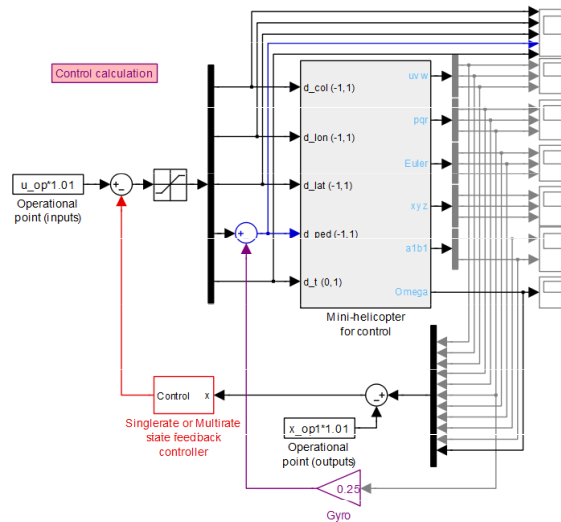 Control calculation
uvw
d_col (-1,1)
pqr
d_lon (-1,1)
Euler
d_lat (-1,1)
u_op*1.01
Operational
point (inputs)
xyz
d_ped (-1,1)
a1b1
d_t (0,1)
Omega
Mini-helicopter
for control
Control x
Singlerate or Multirate
state feedback
controller
x_op1*1.01
Operational
point (outputs)
0.25
Gyro